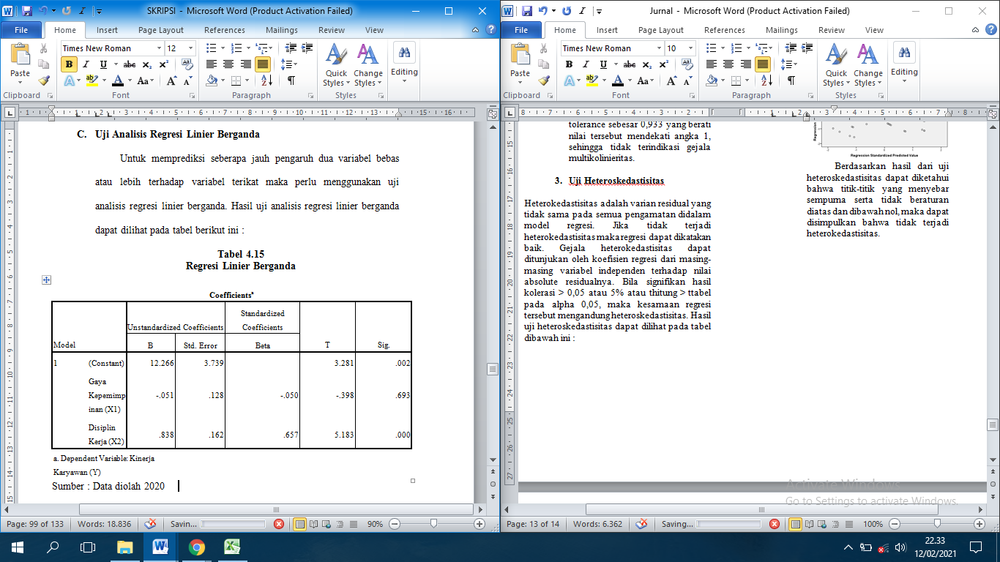 SKRIPSI - Microsoft Word (Product Activation Failed)
File Home Insert Page Layout References Mailings Review View
Times New Roman 12
Paste
B I U abc x₂ x² Aa A A
Quick Styles Change Styles Editing
Clipboard Font Paragraph Styles
C. Uji Analisis Regresi Linier Berganda
Untuk memprediksi seberapa jauh pengaruh dua variabel bebas
atau lebih terhadap variabel terikat maka perlu menggunakan uji
analisis regresi linier berganda. Hasil uji analisis regresi linier berganda
dapat dilihat pada tabel berikut ini :
Tabel 4.15
Regresi Linier Berganda
Coefficientsᵃ
Model Unstandardized Coefficients Standardized Coefficients T Sig.
B Std. Error Beta
1 (Constant) 12.266 3.739 3.281 .002
Gaya
Kepemimp -.051 .128 -.050 -.398 .693
inan (X1)
Disiplin
Kerja (X2) .838 .162 .657 5.183 .000
a. Dependent Variable: Kinerja
Karyawan (Y)
Sumber : Data diolah 2020
Page: 99 of 133 Words: 18.836 Savin... 90%
Jurnal - Microsoft Word (Product Activation Failed)
File Home Insert Page Layout References Mailings Review View
Times New Roman 10
Paste
B I U abc x₂ x² Aa A A
Quick Styles Change Styles Editing
Clipboard Font Paragraph Styles
tolerance sebesar 0,933 yang berati
nilai tersebut mendekati angka 1,
sehingga tidak terindikasi gejala
multikolinieritas.
3. Uji Heteroskedastisitas
Heterokedastisitas adalah varian residual yang
tidak sama pada semua pengamatan didalam
model regresi. Jika tidak terjadi
heterokedastisitas maka regresi dapat dikatakan
baik. Gejala heterokedastisitas dapat
ditunjukan oleh koefisien regresi dari masing-
masing variabel independen terhadap nilai
absolute residualnya. Bila signifikan hasil
kolerasi > 0,05 atau 5% atau thitung > ttabel
pada alpha 0,05, maka kesamaan regresi
tersebut mengandung heteroskedastisitas. Hasil
uji heteroskedastisitas dapat dilihat pada tabel
dibawah ini :
Regression Standardized Predicted Value
Berdasarkan hasil dari uji
heteroskedastisitas dapat diketahui
bahwa titik-titik yang menyebar
sempurna serta tidak beraturan
diatas dan dibawah nol, maka dapat
disimpulkan bahwa tidak terjadi
heterokedastisitas.
Activate Windows
Go to Settings to activate Windows.
Page: 13 of 14 Words: 6.362 Saving... 100%
22.33
12/02/2021